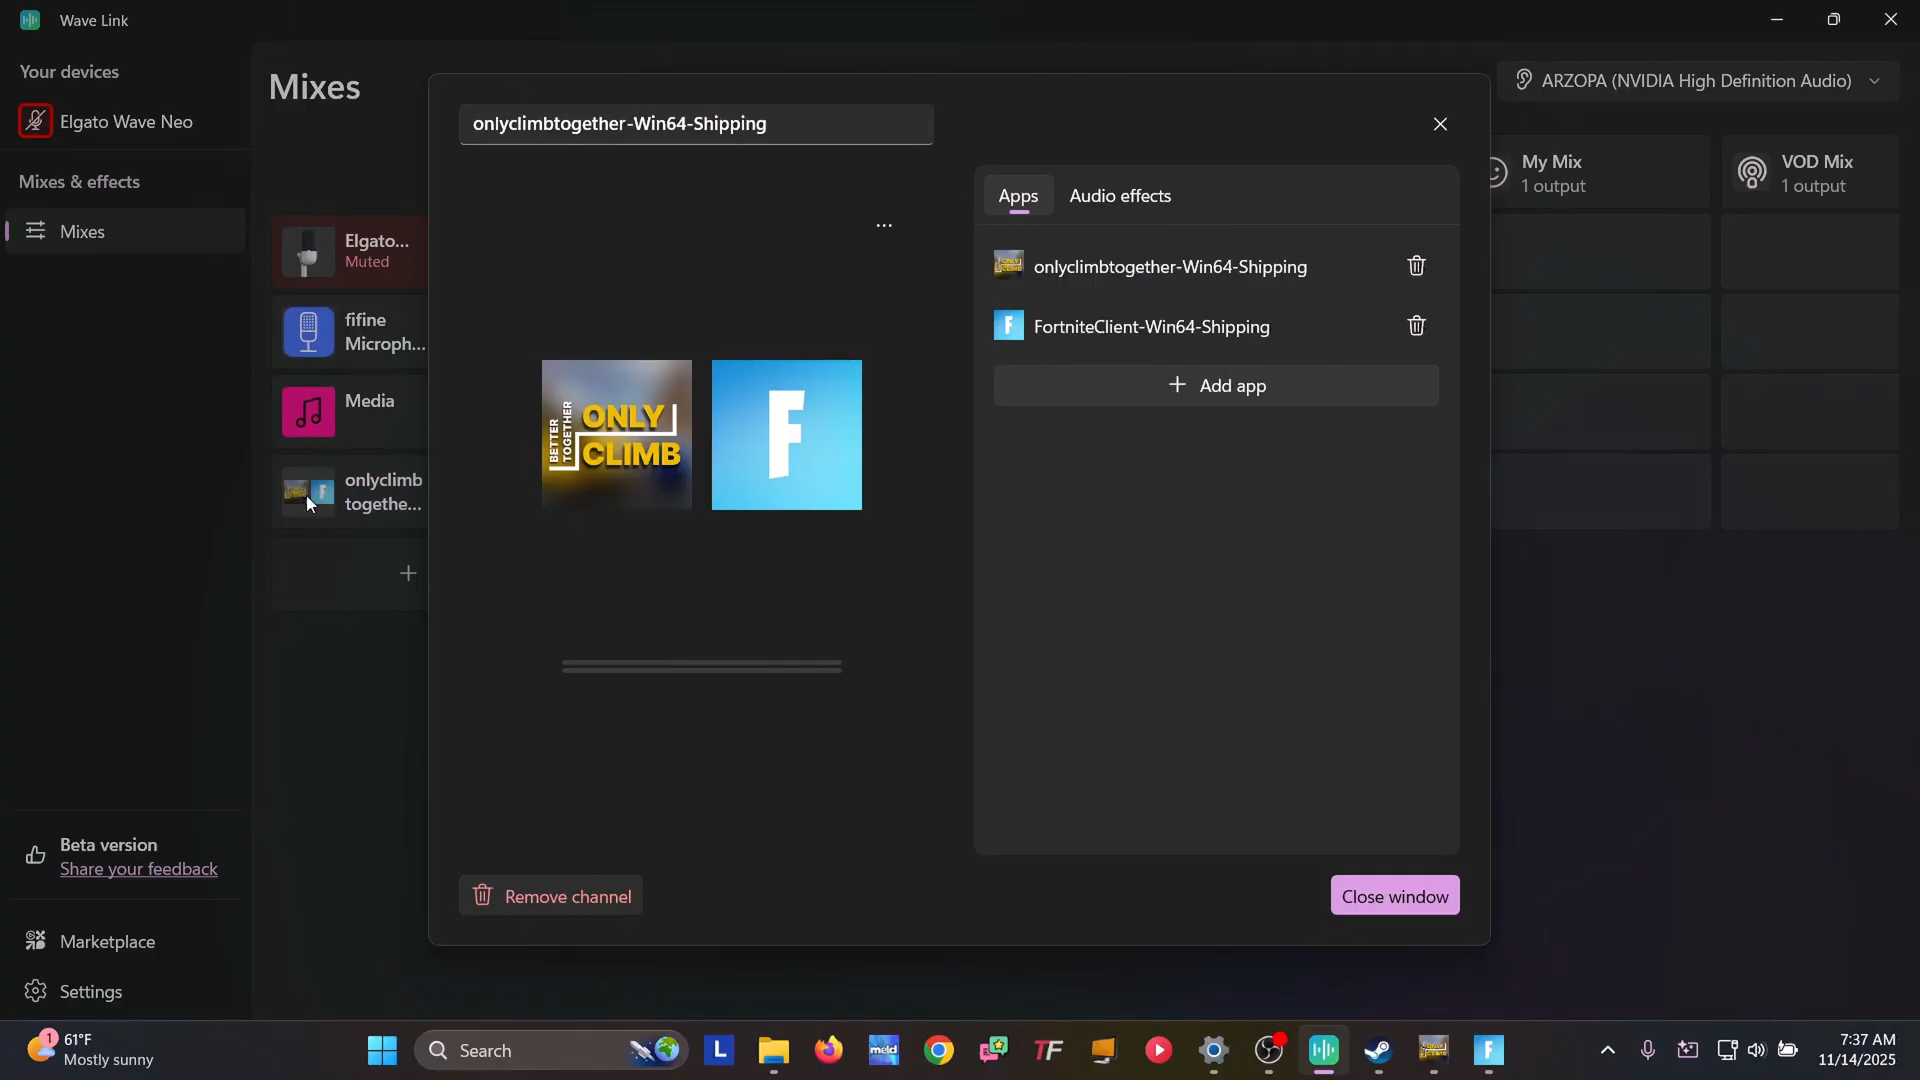 Wave Link
Your devices
Elgato Wave Neo
Mixes & effects
Mixes
Beta version
Share your feedback
Marketplace
Settings
Mixes
Elgato...
Muted
fifine
Microph...
Media
onlyclimb
togethe...
onlyclimbtogether-Win64-Shipping
BETTER
TOGETHER
ONLY
CLIMB
F
Remove channel
Apps
Audio effects
onlyclimbtogether-Win64-Shipping
FortniteClient-Win64-Shipping
Add app
Close window
ARZOPA (NVIDIA High Definition Audio)
My Mix
1 output
VOD Mix
1 output
1
61°F
Mostly sunny
Search
L
meld
TF
F
7:37 AM
11/14/2025